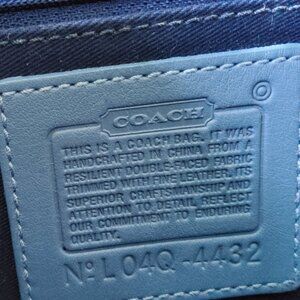 COACH
THIS IS A COACH BAG. IT WAS
HANDCRAFTED IN CHINA FROM A
RESILIENT DOUBLE-FACED FABRIC
TRIMMED WITH FINE LEATHER. ITS
SUPERIOR CRAFTSMANSHIP AND
ATTENTION TO DETAIL REFLECT
OUR COMMITMENT TO ENDURING
QUALITY.
Nº L04Q-4432